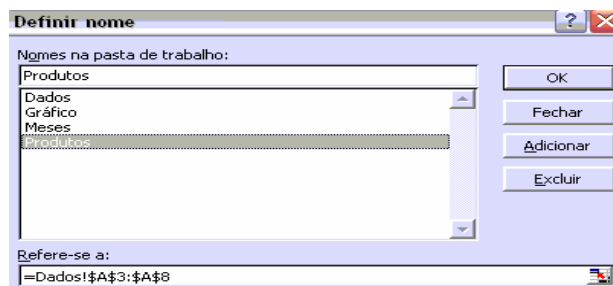 Definir nome
Nomes na pasta de trabalho:
Produtos
OK
Dados
Gráfico
Meses
Produtos
Fechar
Adicionar
Excluir
Refere-se a:
=Dados!$A$3:$A$8